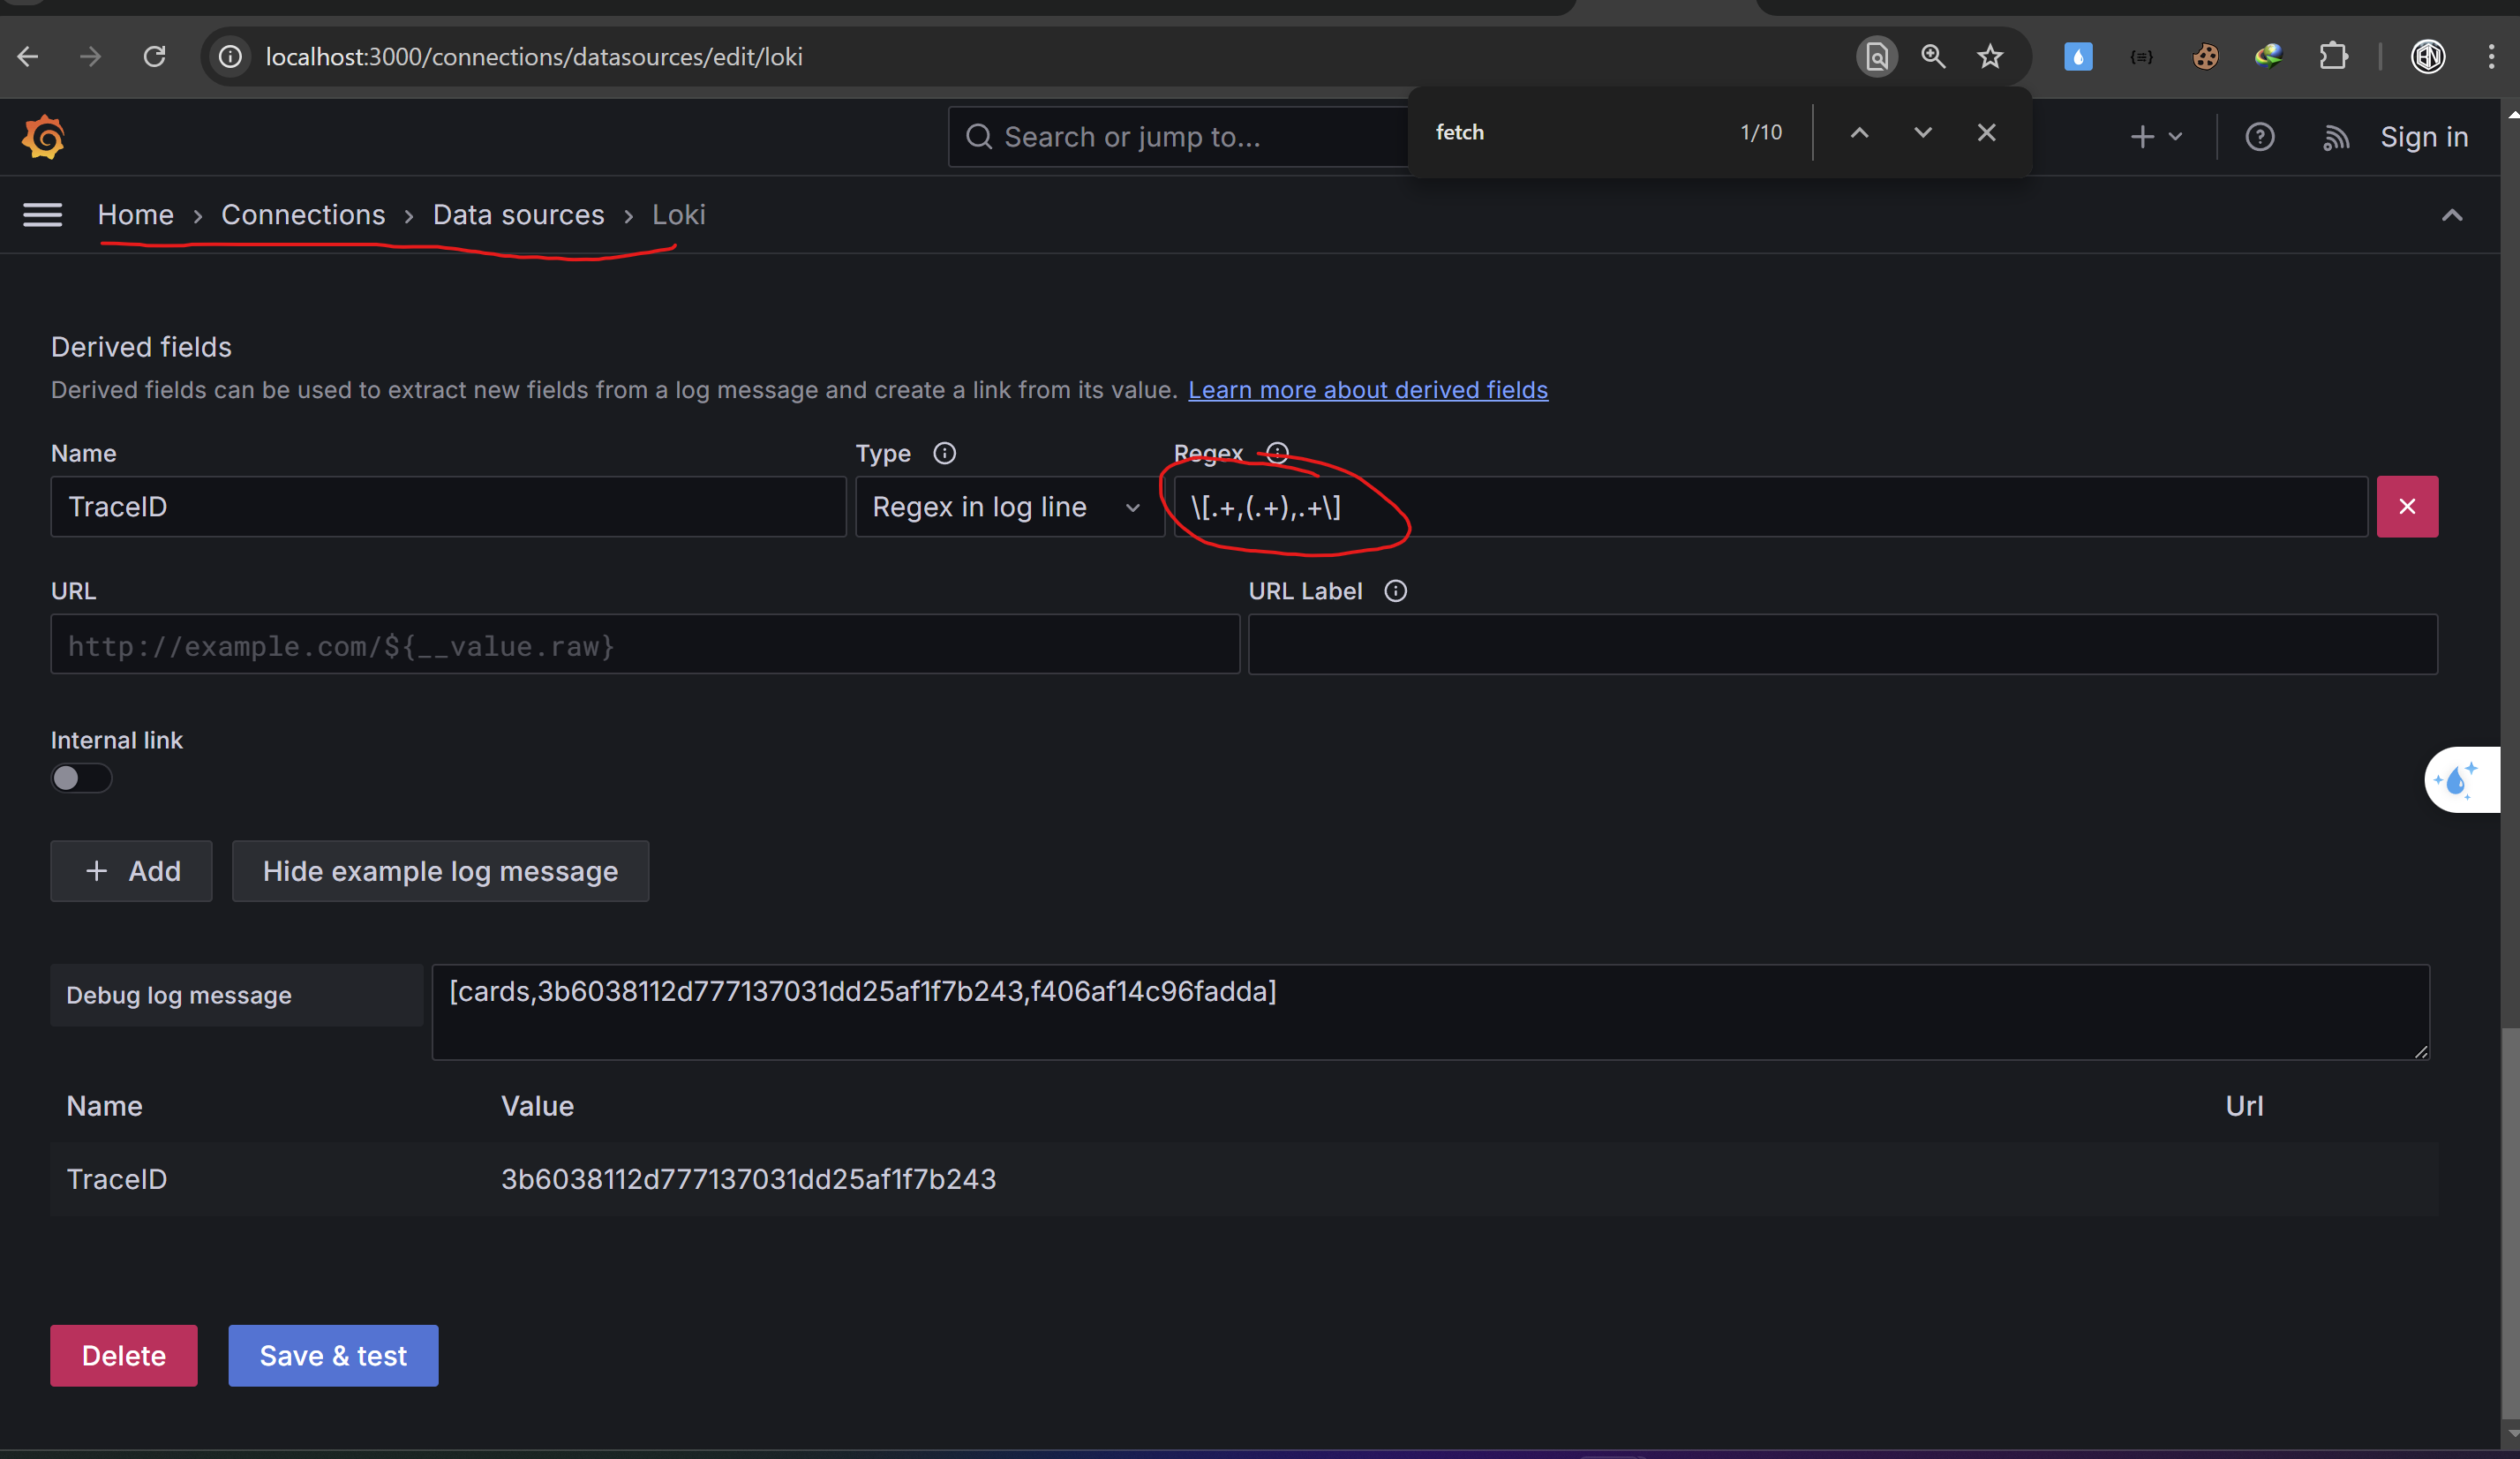 localhost:3000/connections/datasources/edit/loki
fetch 1/10
Search or jump to...
Sign in
Home > Connections > Data sources > Loki
Derived fields
Derived fields can be used to extract new fields from a log message and create a link from its value. Learn more about derived fields
Name Type Regex
TraceID Regex in log line \[.+,(.+),.+\]
URL URL Label
http://example.com/${__value.raw}
Internal link
+ Add Hide example log message
Debug log message [cards,3b6038112d777137031dd25af1f7b243,f406af14c96fadda]
Name Value Url
TraceID 3b6038112d777137031dd25af1f7b243
Delete Save & test